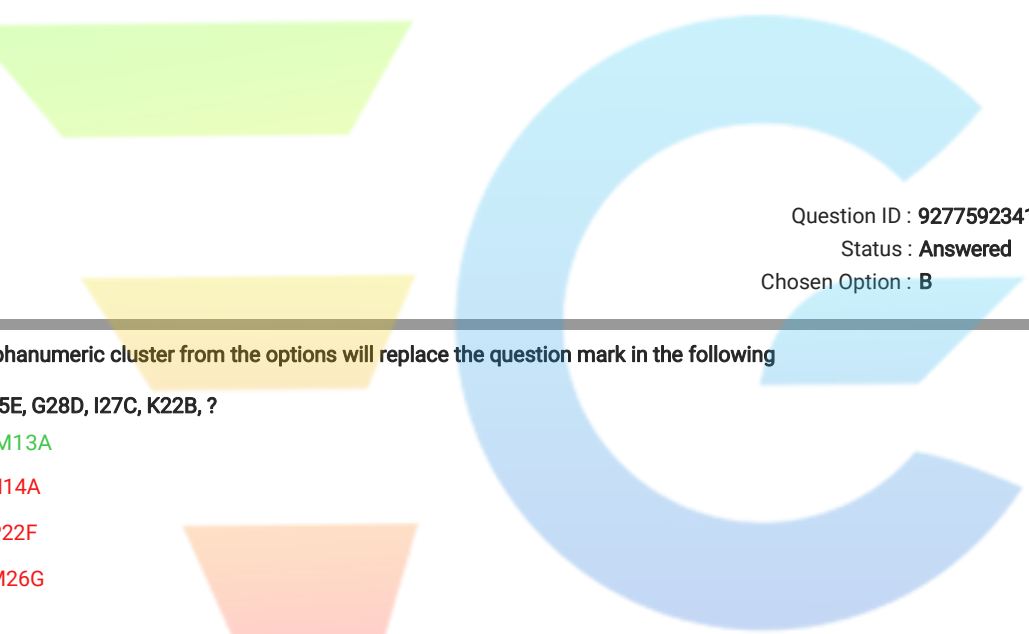 Question ID : 9277592341
Status : Answered
Chosen Option : B
phanumeric cluster from the options will replace the question mark in the following
5E, G28D, I27C, K22B, ?
M13A
14A
22F
M26G